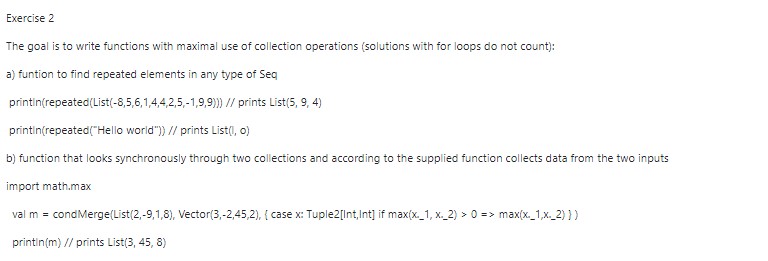 Exercise 2
The goal is to write functions with maximal use of collection operations (solutions with for loops do not count):
a) funtion to find repeated elements in any type of Seq
println(repeated(List(-8,5,6,1,4,4,2,5,-1,9,9))) // prints List(5, 9, 4)
println(repeated("Hello world")) // prints List(l, o)
b) function that looks synchronously through two collections and according to the supplied function collects data from the two inputs
import math.max
val m = condMerge(List(2,-9,1,8), Vector(3,-2,45,2), { case x: Tuple2[Int,Int] if max(x._1, x._2) > 0 => max(x._1,x._2) } )
println(m) // prints List(3, 45, 8)